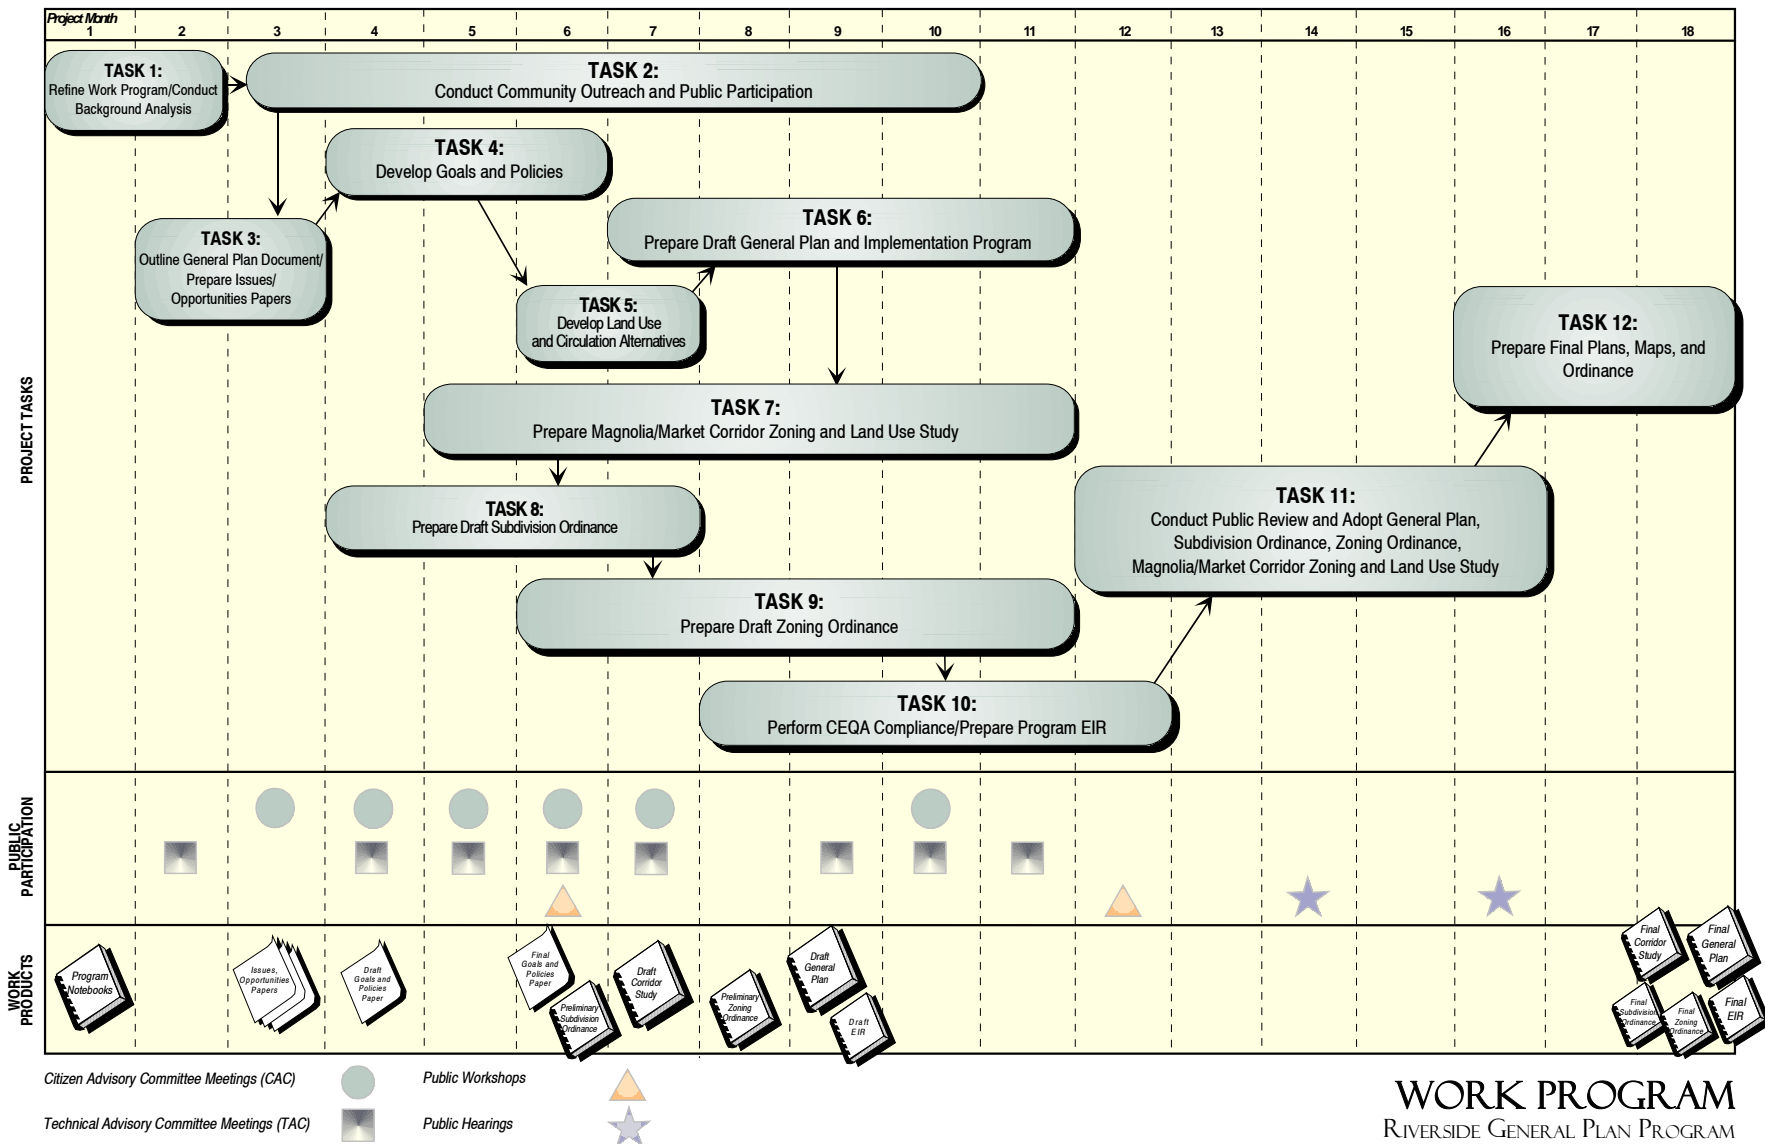 Project Month
1 2 3 4 5 6 7 8 9 10 11 12 13 14 15 16 17 18
TASK 1:
Refine Work Program/Conduct
Background Analysis
TASK 2:
Conduct Community Outreach and Public Participation
TASK 4:
Develop Goals and Policies
TASK 3:
Outline General Plan Document/
Prepare Issues/
Opportunities Papers
TASK 6:
Prepare Draft General Plan and Implementation Program
TASK 5:
Develop Land Use
and Circulation Alternatives
TASK 12:
Prepare Final Plans, Maps, and
Ordinance
TASK 7:
Prepare Magnolia/Market Corridor Zoning and Land Use Study
TASK 8:
Prepare Draft Subdivision Ordinance
TASK 11:
Conduct Public Review and Adopt General Plan,
Subdivision Ordinance, Zoning Ordinance,
Magnolia/Market Corridor Zoning and Land Use Study
TASK 9:
Prepare Draft Zoning Ordinance
TASK 10:
Perform CEQA Compliance/Prepare Program EIR
PROJECT TASKS
PUBLIC
PARTICIPATION
WORK
PRODUCTS
Program
Notebooks
Issues,
Opportunities
Papers
Draft
Goals and
Policies
Paper
Final
Goals and
Policies
Paper
Preliminary
Subdivision
Ordinance
Draft
Corridor
Study
Preliminary
Zoning
Ordinance
Draft
General
Plan
Draft
EIR
Final
Corridor
Study
Final
General
Plan
Final
Subdivision
Ordinance
Final
Zoning
Ordinance
Final
EIR
Citizen Advisory Committee Meetings (CAC)
Public Workshops
Technical Advisory Committee Meetings (TAC)
Public Hearings
WORK PROGRAM
RIVERSIDE GENERAL PLAN PROGRAM